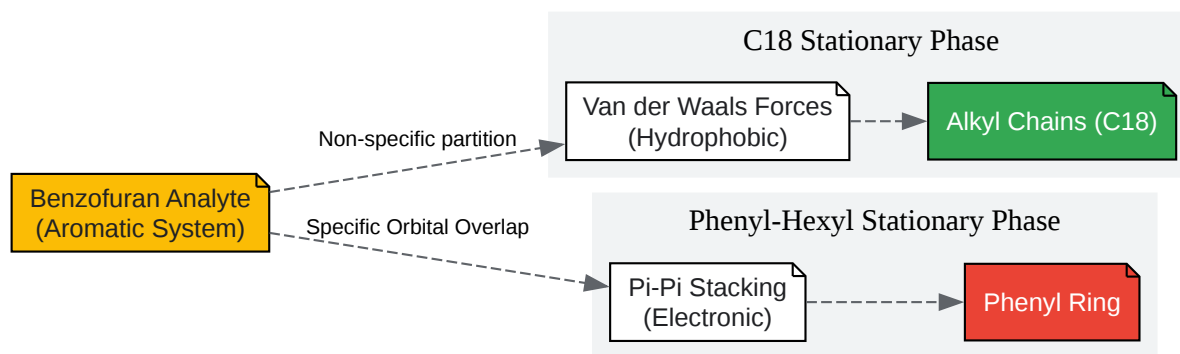 C18 Stationary Phase
Van der Waals Forces
(Hydrophobic)
Alkyl Chains (C18)
Non-specific partition
Benzofuran Analyte
(Aromatic System)
Specific Orbital Overlap
Phenyl-Hexyl Stationary Phase
Pi-Pi Stacking
(Electronic)
Phenyl Ring